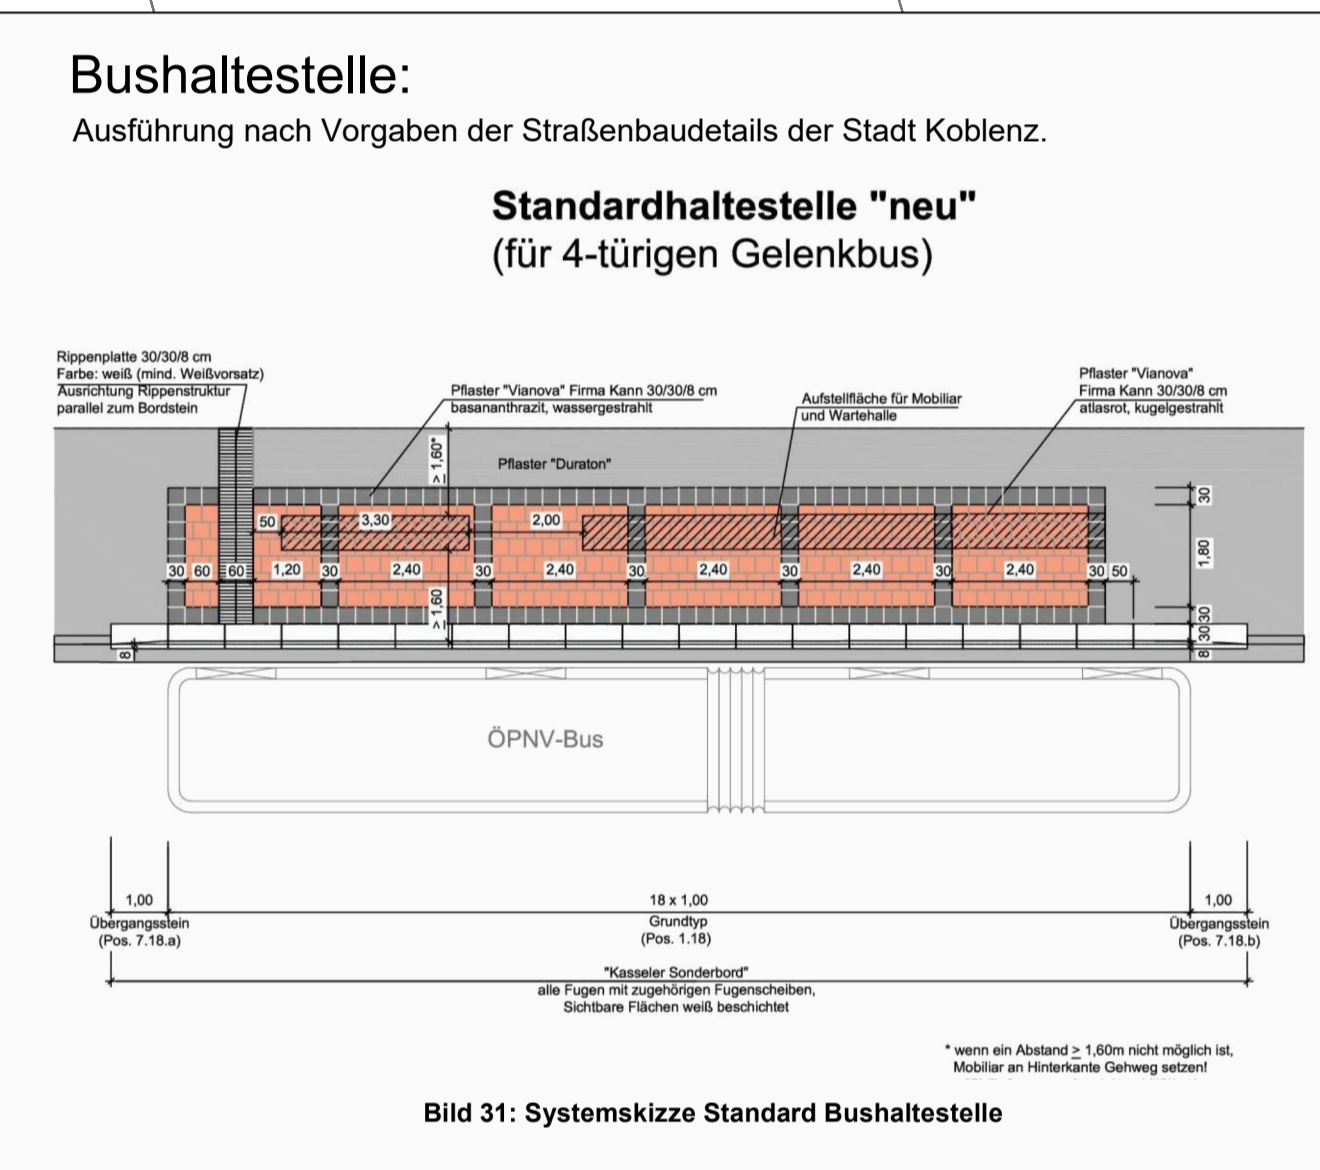 Bushaltestelle:
Ausführung nach Vorgaben der Straßenbaudetails der Stadt Koblenz.
Standardhaltestelle "neu"
(für 4-türigen Gelenkbus)
Rippenplatte 30/30/8 cm
Farbe: weiß (mind. Weißvorsatz)
Ausrichtung Rippenstruktur
parallel zum Bordstein
Pflaster "Vianova" Firma Kann 30/30/8 cm
basananthrazit, wassergestrahlt
Aufstellfläche für Mobiliar
und Wartehalle
Pflaster "Vianova"
Firma Kann 30/30/8 cm
atlasrot, kugelgestrahlt
≥ 1,60*
Pflaster "Duraton"
30
50
3,30
2,00
1,80
30 60 60 1,20 30 2,40 30 2,40 30 2,40 30 2,40 30 2,40 30 50
≥ 1,60
30
30
8
8
ÖPNV-Bus
1,00
18 x 1,00
1,00
Übergangsstein
(Pos. 7.18.a)
Grundtyp
(Pos. 1.18)
Übergangsstein
(Pos. 7.18.b)
"Kasseler Sonderbord"
alle Fugen mit zugehörigen Fugenscheiben,
Sichtbare Flächen weiß beschichtet
* wenn ein Abstand ≥ 1,60m nicht möglich ist,
Mobiliar an Hinterkante Gehweg setzen!
Bild 31: Systemskizze Standard Bushaltestelle